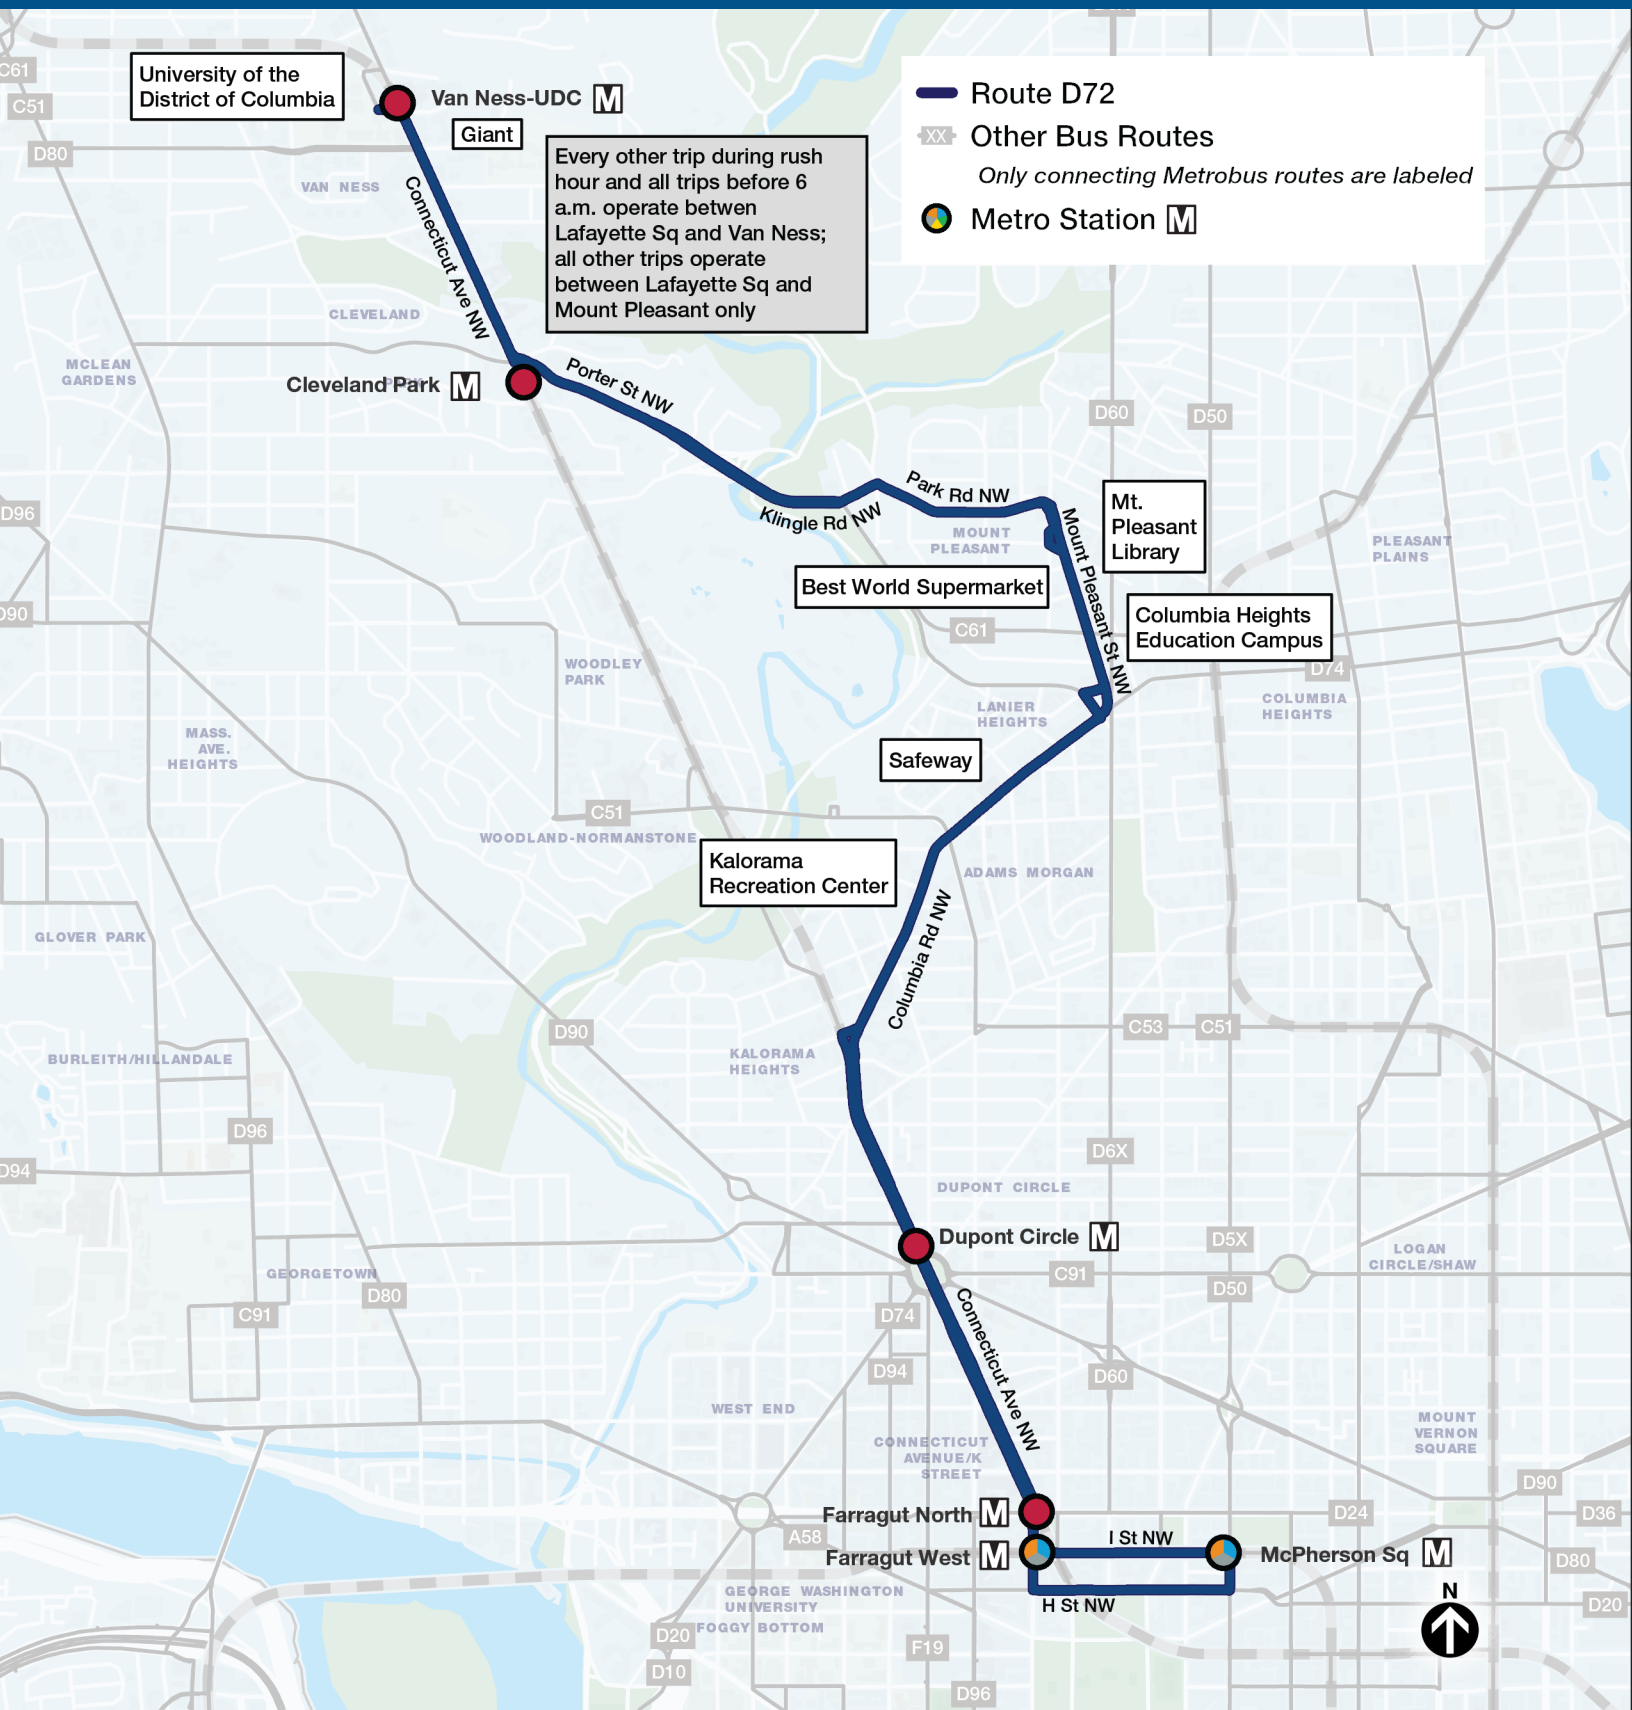 University of the
District of Columbia
Van Ness-UDC M
Giant
Every other trip during rush
hour and all trips before 6
a.m. operate betwen
Lafayette Sq and Van Ness;
all other trips operate
between Lafayette Sq and
Mount Pleasant only
Route D72
XX Other Bus Routes
Only connecting Metrobus routes are labeled
Metro Station M
C61
C51
D80
VAN NESS
Connecticut Ave NW
CLEVELAND
PARK
MCLEAN
GARDENS
Cleveland Park M
Porter St NW
D60
D50
Park Rd NW
Klingle Rd NW
MOUNT
PLEASANT
Mount Pleasant St NW
Mt.
Pleasant
Library
PLEASANT
PLAINS
D96
Best World Supermarket
D90
C61
Columbia Heights
Education Campus
D74
WOODLEY
PARK
LANIER
HEIGHTS
COLUMBIA
HEIGHTS
MASS.
AVE.
HEIGHTS
Safeway
C51
WOODLAND-NORMANSTONE
Kalorama
Recreation Center
ADAMS MORGAN
GLOVER PARK
Columbia Rd NW
D90
C53
C51
BURLEITH/HILLANDALE
KALORAMA
HEIGHTS
D96
D6X
D94
DUPONT CIRCLE
Dupont Circle M
D5X
LOGAN
CIRCLE/SHAW
GEORGETOWN
C91
D50
D80
C91
D74
Connecticut Ave NW
D94
D60
WEST END
MOUNT
VERNON
SQUARE
CONNECTICUT
AVENUE/K
STREET
D90
Farragut North M
D24
D36
A58
I St NW
Farragut West M
McPherson Sq M
D80
GEORGE WASHINGTON
UNIVERSITY
H St NW
N
D20
FOGGY BOTTOM
D20
F19
D10
D96